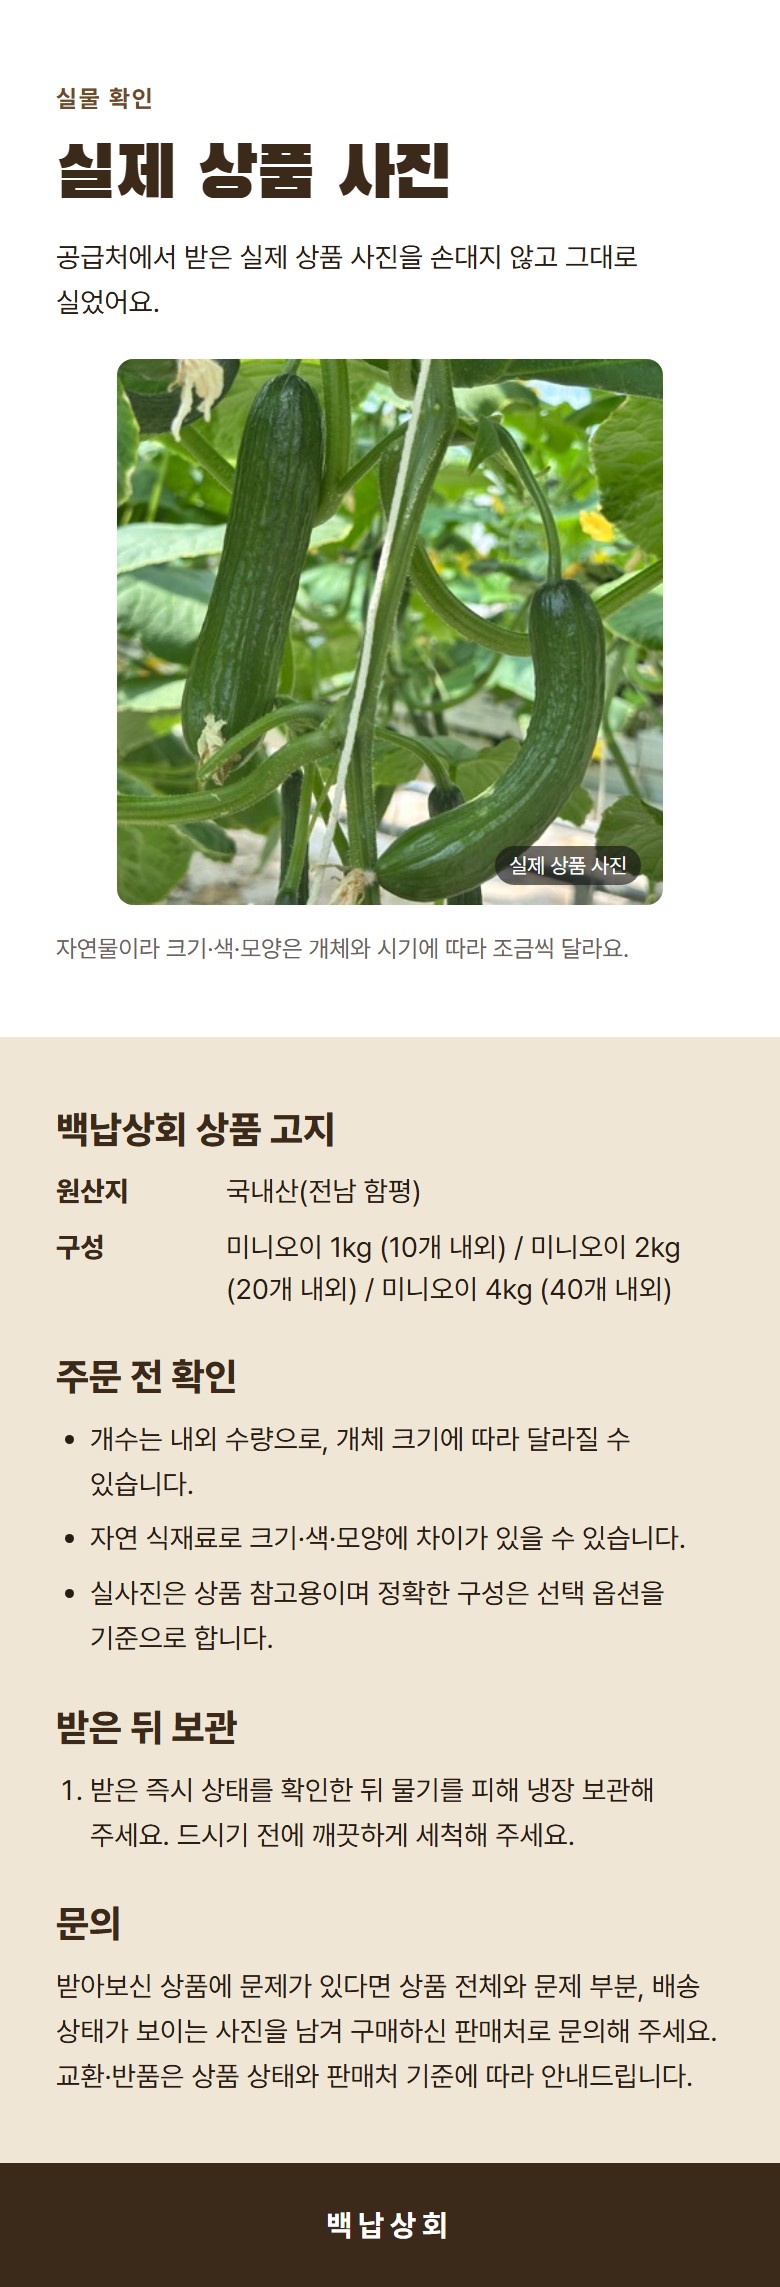 실물 확인
실제 상품 사진
공급처에서 받은 실제 상품 사진을 손대지 않고 그대로
실었어요.
실제 상품 사진
자연물이라 크기·색·모양은 개체와 시기에 따라 조금씩 달라요.
백납상회 상품 고지
원산지 국내산(전남 함평)
구성 미니오이 1kg (10개 내외) / 미니오이 2kg
(20개 내외) / 미니오이 4kg (40개 내외)
주문 전 확인
• 개수는 내외 수량으로, 개체 크기에 따라 달라질 수
있습니다.
• 자연 식재료로 크기·색·모양에 차이가 있을 수 있습니다.
• 실사진은 상품 참고용이며 정확한 구성은 선택 옵션을
기준으로 합니다.
받은 뒤 보관
1. 받은 즉시 상태를 확인한 뒤 물기를 피해 냉장 보관해
주세요. 드시기 전에 깨끗하게 세척해 주세요.
문의
받아보신 상품에 문제가 있다면 상품 전체와 문제 부분, 배송
상태가 보이는 사진을 남겨 구매하신 판매처로 문의해 주세요.
교환·반품은 상품 상태와 판매처 기준에 따라 안내드립니다.
백납상회